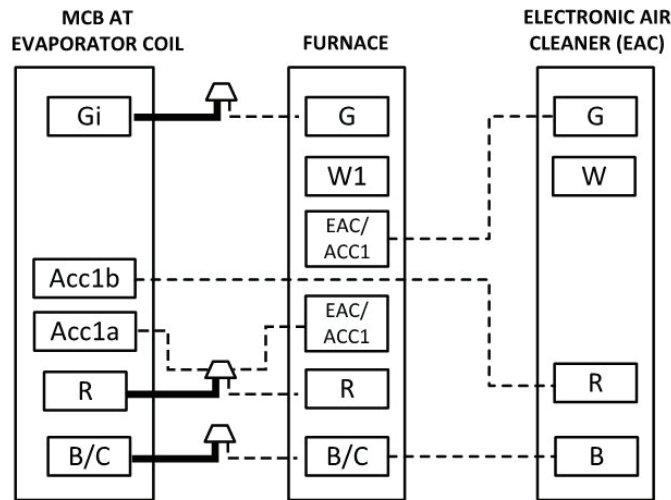 MCB AT
EVAPORATOR COIL
FURNACE
ELECTRONIC AIR
CLEANER (EAC)
Gi
G
G
W1
W
EAC/
ACC1
Acc1b
EAC/
ACC1
Acc1a
R
R
R
B/C
B/C
B